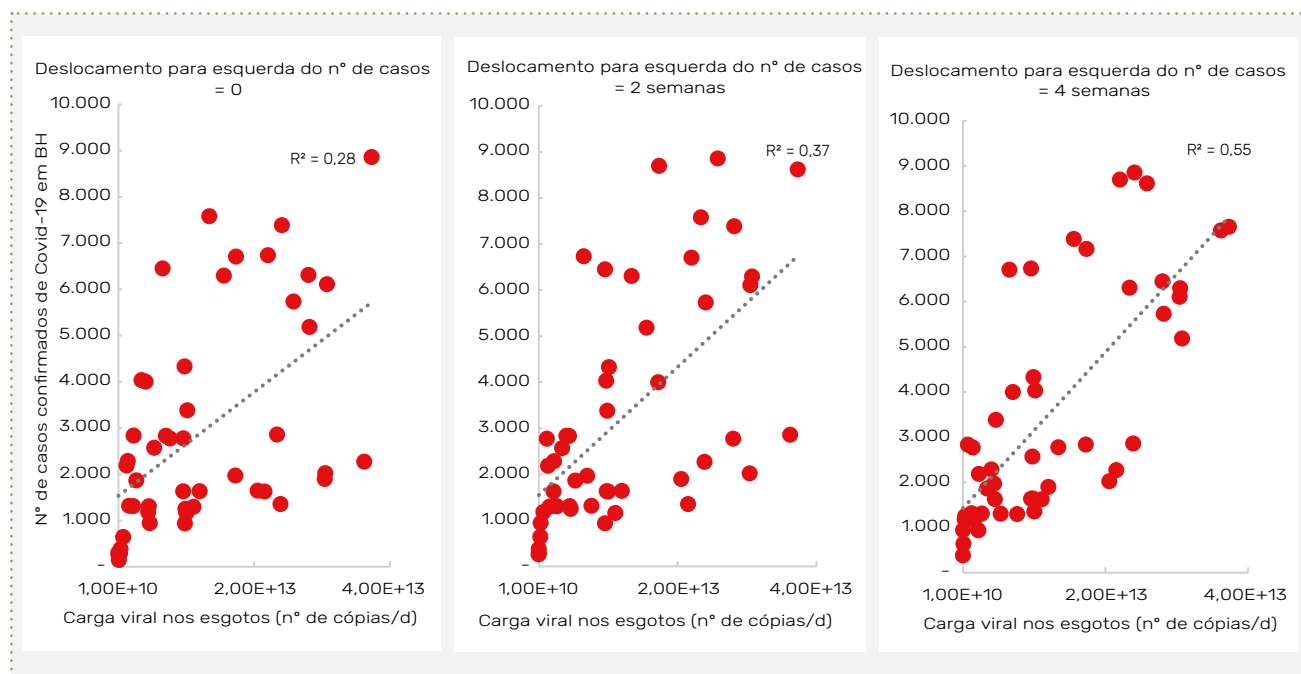 Deslocamento para esquerda do n° de casos
= 0
10.000
9.000
8.000
7.000
6.000
5.000
4.000
3.000
2.000
1.000
-
N° de casos confirmados de Covid-19 em BH
R² = 0,28
1,00E+10
2,00E+13
4,00E+13
Carga viral nos esgotos (n° de cópias/d)
Deslocamento para esquerda do n° de casos
= 2 semanas
10.000
9.000
8.000
7.000
6.000
5.000
4.000
3.000
2.000
1.000
-
R² = 0,37
1,00E+10
2,00E+13
4,00E+13
Carga viral nos esgotos (n° de cópias/d)
Deslocamento para esquerda do n° de casos
= 4 semanas
10.000
9.000
8.000
7.000
6.000
5.000
4.000
3.000
2.000
1.000
-
R² = 0,55
1,00E+10
2,00E+13
4,00E+13
Carga viral nos esgotos (n° de cópias/d)